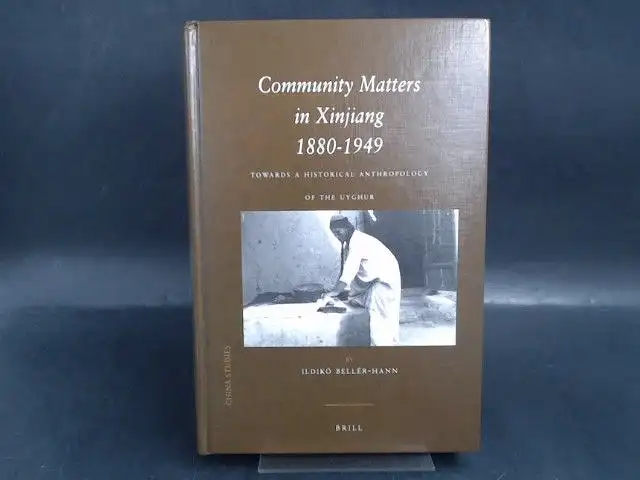 Community Matters
in Xinjiang
1880-1949
TOWARDS A HISTORICAL ANTHROPOLOGY
OF THE UYGHUR
BY
ILDIKÓ BELLÉR-HANN
CHINA STUDIES
BRILL